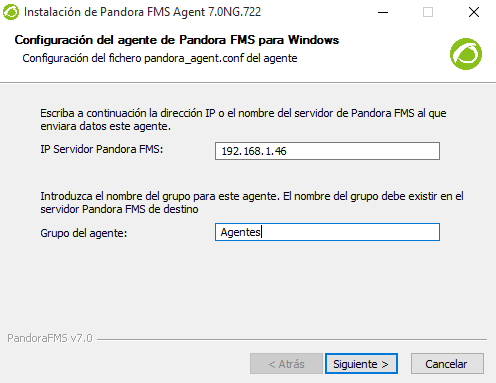 Instalación de Pandora FMS Agent 7.0NG.722
Configuración del agente de Pandora FMS para Windows
Configuración del fichero pandora_agent.conf del agente
Escriba a continuación la dirección IP o el nombre del servidor de Pandora FMS al que
enviara datos este agente.
IP Servidor Pandora FMS:
192.168.1.46
Introduzca el nombre del grupo para este agente. El nombre del grupo debe existir en el
servidor Pandora FMS de destino
Grupo del agente:
Agentes
PandoraFMS v7.0
< Atrás
Siguiente >
Cancelar